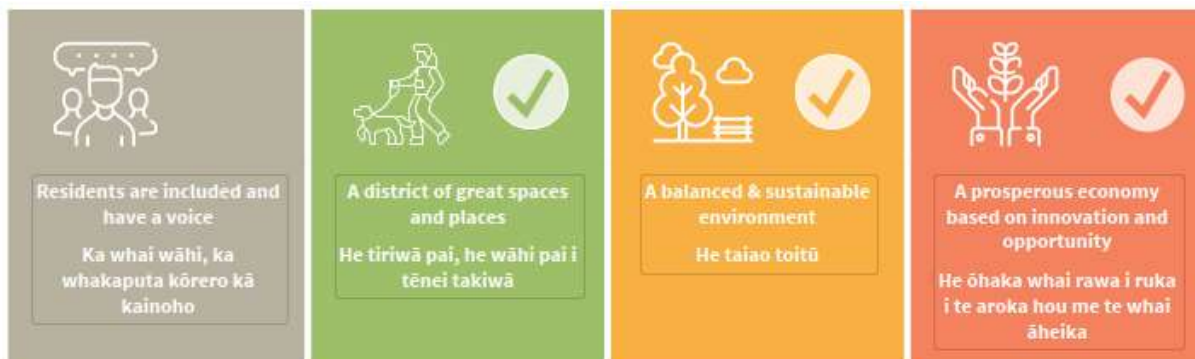 Residents are included and
have a voice
Ka whai wāhi, ka
whakaputa kōrero kā
kainoho
A district of great spaces
and places
He tiriwā pai, he wāhi pai i
tēnei takiwā
A balanced & sustainable
environment
He taiao toitū
A prosperous economy
based on innovation and
opportunity
He ōhaka whai rawa i ruka
i te aroka hou me te whai
āheika